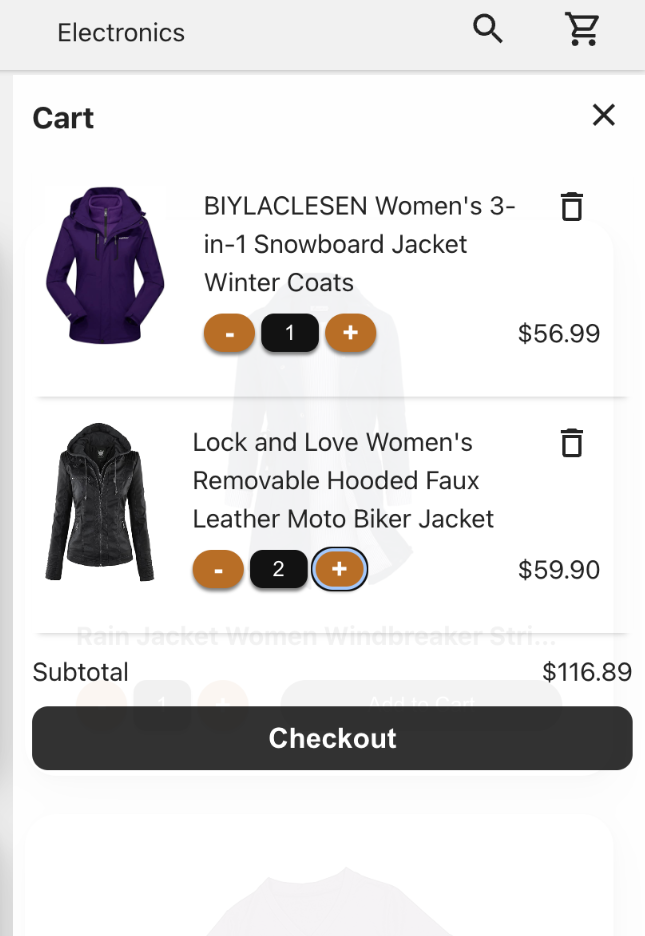 Electronics
Cart
BIYLACLESEN Women's 3-
in-1 Snowboard Jacket
Winter Coats
- 1 + $56.99
Lock and Love Women's
Removable Hooded Faux
Leather Moto Biker Jacket
- 2 + $59.90
Rain Jacket Women Windbreaker Stri...
Subtotal $116.89
- 1 + Add to Cart
Checkout